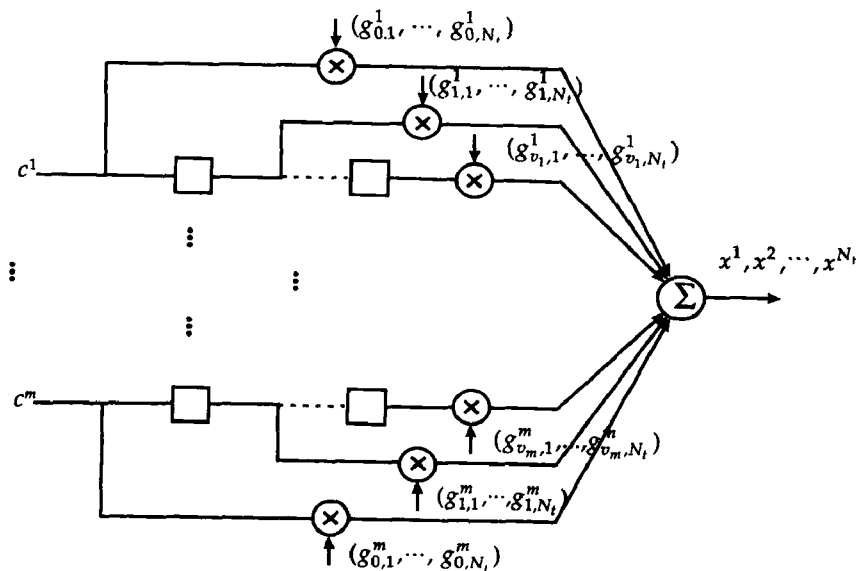 (g^1_{0.1}, ⋯, g^1_{0,N_t})
(g^1_{1,1}, ⋯, g^1_{1,N_t})
(g^1_{v_1,1}, ⋯, g^1_{v_1,N_t})
c^1
x^1, x^2, ⋯, x^{N_t}
Σ
c^m
(g^m_{v_m,1}, ⋯, g^m_{v_m,N_t})
(g^m_{1,1}, ⋯, g^m_{1,N_t})
(g^m_{0,1}, ⋯, g^m_{0,N_t})